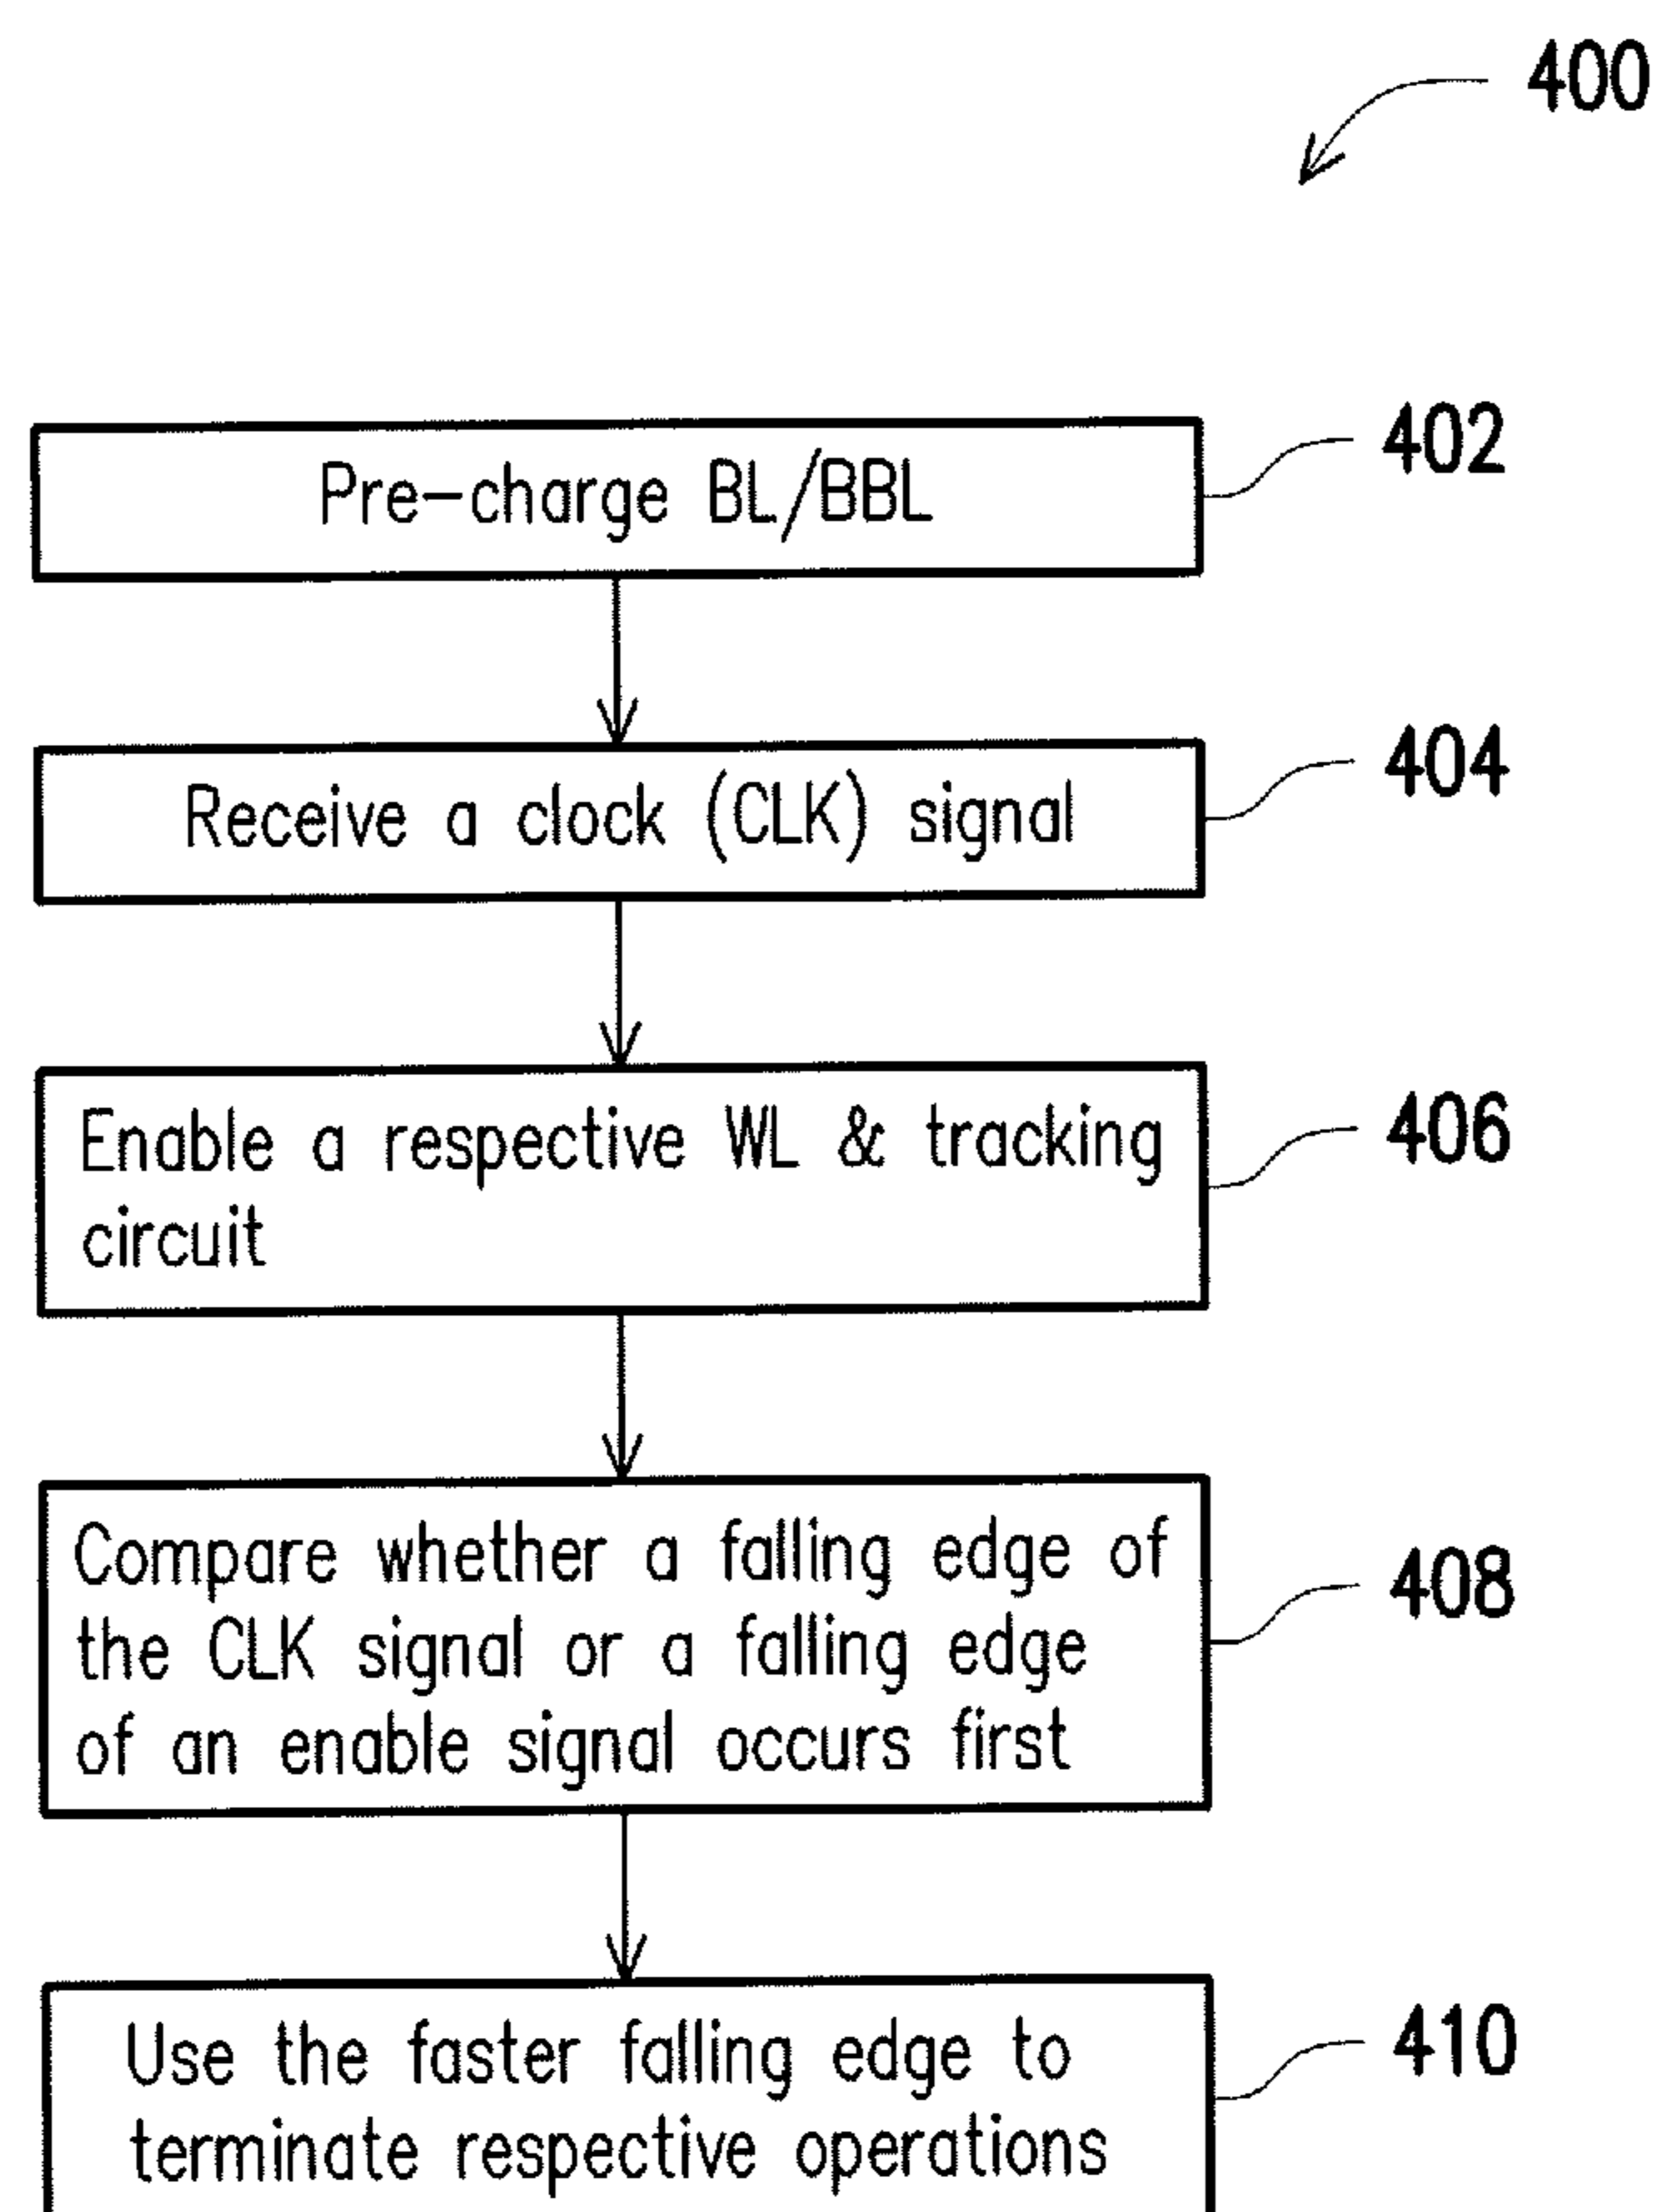 400
Pre-charge BL/BBL
402
Receive a clock (CLK) signal
404
Enable a respective WL & tracking
circuit
406
Compare whether a falling edge of
the CLK signal or a falling edge
of an enable signal occurs first
408
Use the faster falling edge to
terminate respective operations
410